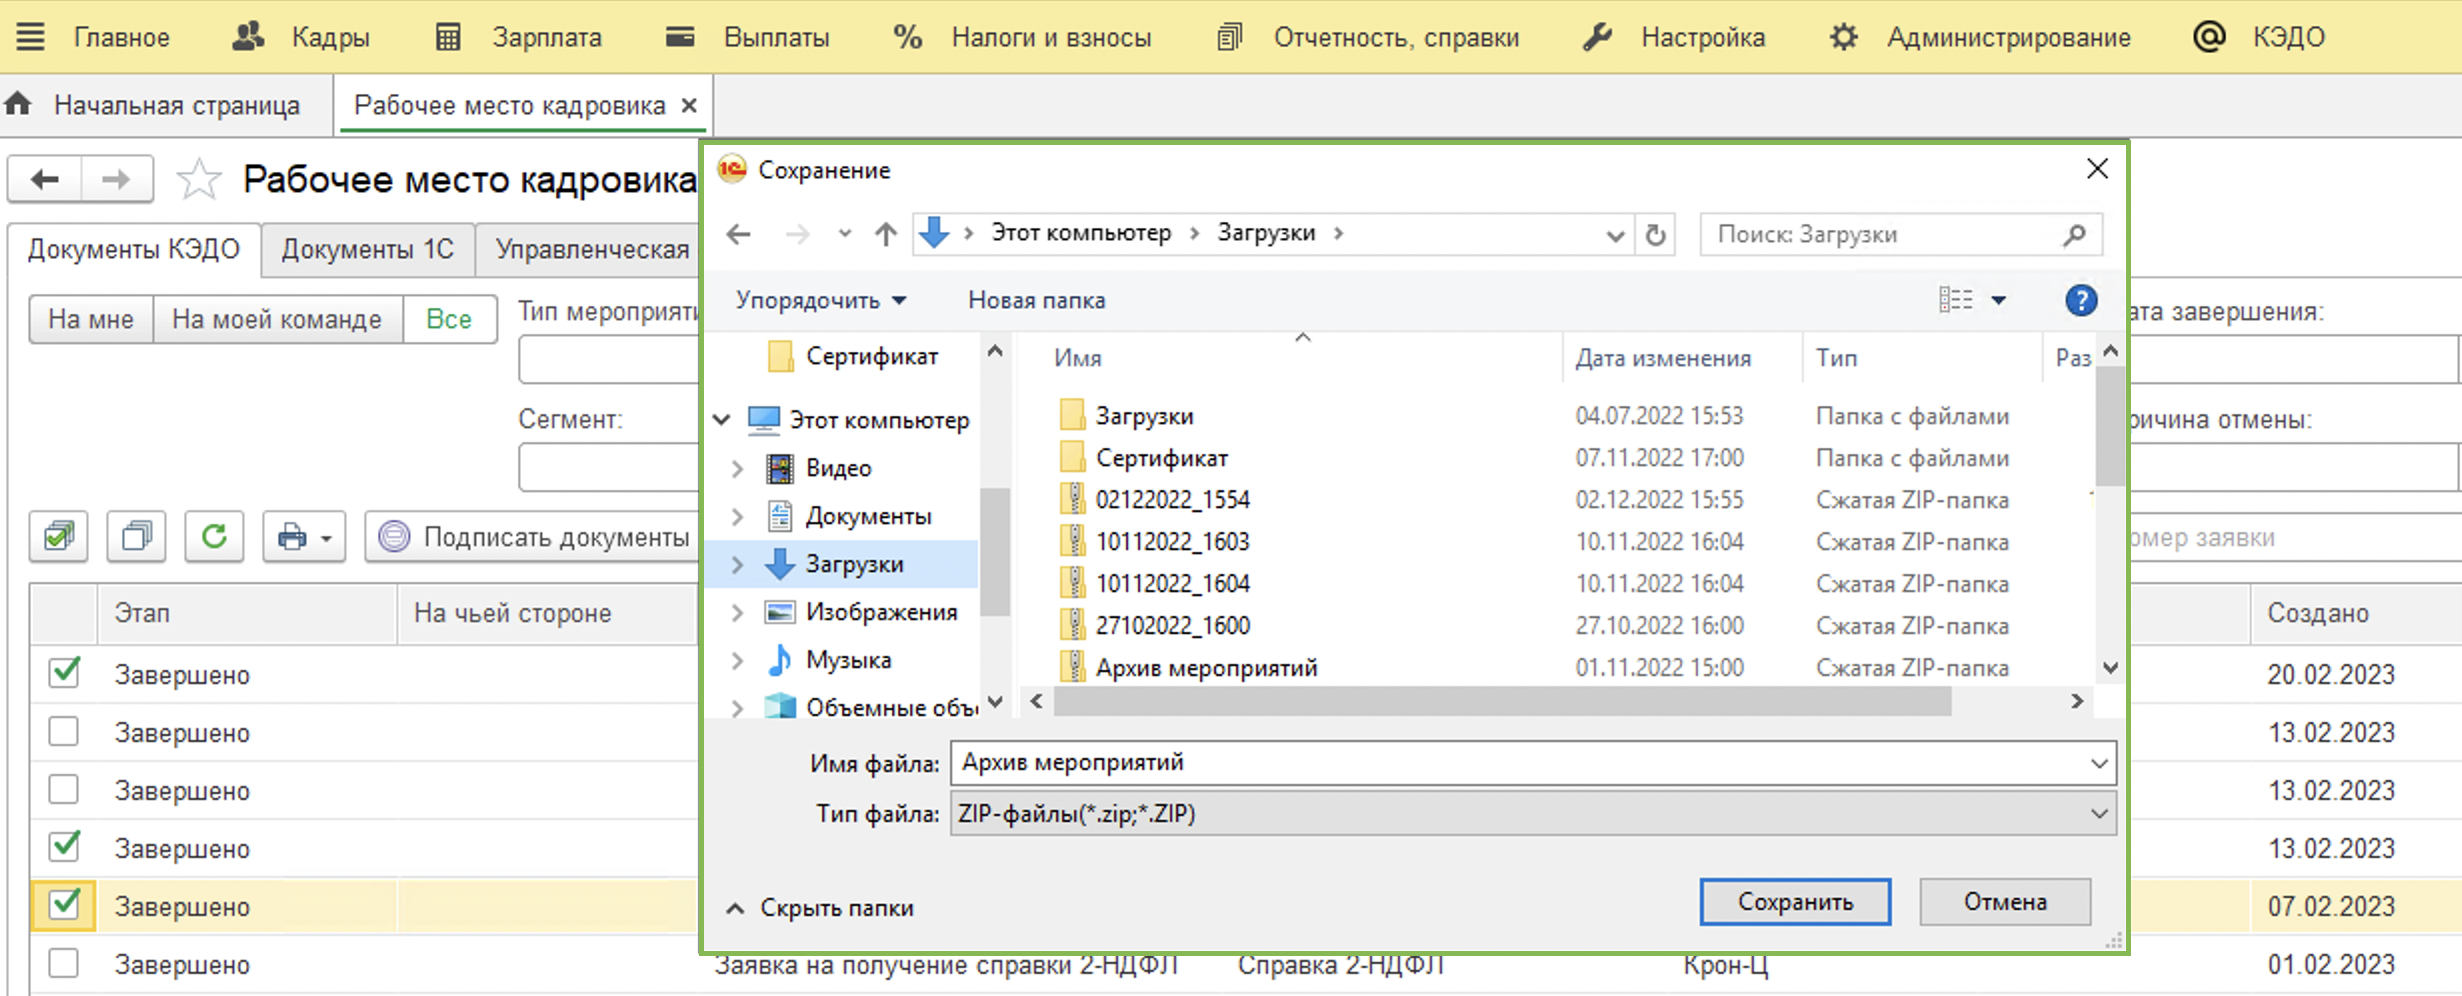 Главное Кадры Зарплата Выплаты % Налоги и взносы Отчетность, справки Настройка Администрирование @ КЭДО
Начальная страница Рабочее место кадровика ×
Рабочее место кадровика
Документы КЭДО Документы 1С Управленческая
На мне На моей команде Все
Тип мероприяти
Сегмент:
Подписать документы
Этап На чьей стороне
Завершено
Завершено
Завершено
Завершено
Завершено
Завершено
1С Сохранение
Этот компьютер › Загрузки ›
Поиск: Загрузки
Упорядочить Новая папка
?
Сертификат
Этот компьютер
Видео
Документы
Загрузки
Изображения
Музыка
Объемные объ
Имя Дата изменения Тип Раз
Загрузки 04.07.2022 15:53 Папка с файлами
Сертификат 07.11.2022 17:00 Папка с файлами
02122022_1554 02.12.2022 15:55 Сжатая ZIP-папка
10112022_1603 10.11.2022 16:04 Сжатая ZIP-папка
10112022_1604 10.11.2022 16:04 Сжатая ZIP-папка
27102022_1600 27.10.2022 16:00 Сжатая ZIP-папка
Архив мероприятий 01.11.2022 15:00 Сжатая ZIP-папка
Имя файла: Архив мероприятий
Тип файла: ZIP-файлы(*.zip;*.ZIP)
Скрыть папки
Сохранить Отмена
ата завершения:
ричина отмены:
омер заявки
Создано
20.02.2023
13.02.2023
13.02.2023
13.02.2023
07.02.2023
Заявка на получение справки 2-НДФЛ Справка 2-НДФЛ Крон-Ц 01.02.2023